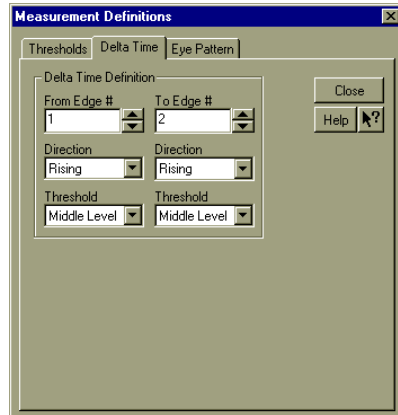 Measurement Definitions
Thresholds Delta Time Eye Pattern
Delta Time Definition
From Edge # To Edge #
1 2
Direction Direction
Rising Rising
Threshold Threshold
Middle Level Middle Level
Close
Help ?